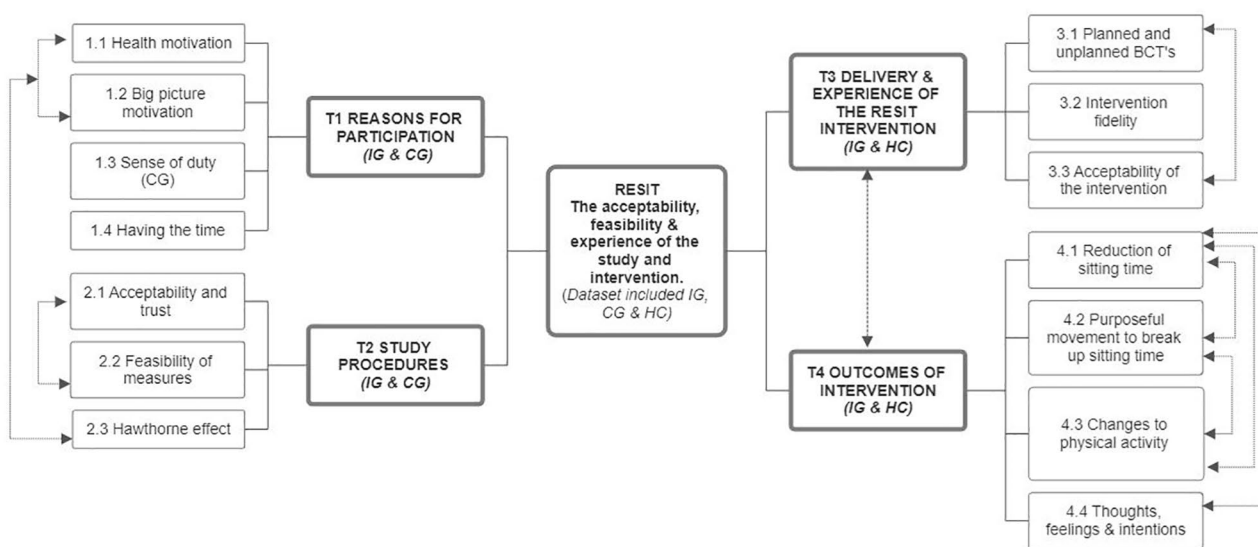 1.1 Health motivation
1.2 Big picture
motivation
1.3 Sense of duty
(CG)
1.4 Having the time
T1 REASONS FOR
PARTICIPATION
(IG & CG)
2.1 Acceptability and
trust
2.2 Feasibility of
measures
2.3 Hawthorne effect
T2 STUDY
PROCEDURES
(IG & CG)
RESIT
The acceptability,
feasibility &
experience of the
study and
intervention.
(Dataset included IG,
CG & HC)
T3 DELIVERY &
EXPERIENCE OF
THE RESIT
INTERVENTION
(IG & HC)
3.1 Planned and
unplanned BCT's
3.2 Intervention
fidelity
3.3 Acceptability of
the intervention
T4 OUTCOMES OF
INTERVENTION
(IG & HC)
4.1 Reduction of
sitting time
4.2 Purposeful
movement to break
up sitting time
4.3 Changes to
physical activity
4.4 Thoughts,
feelings & intentions